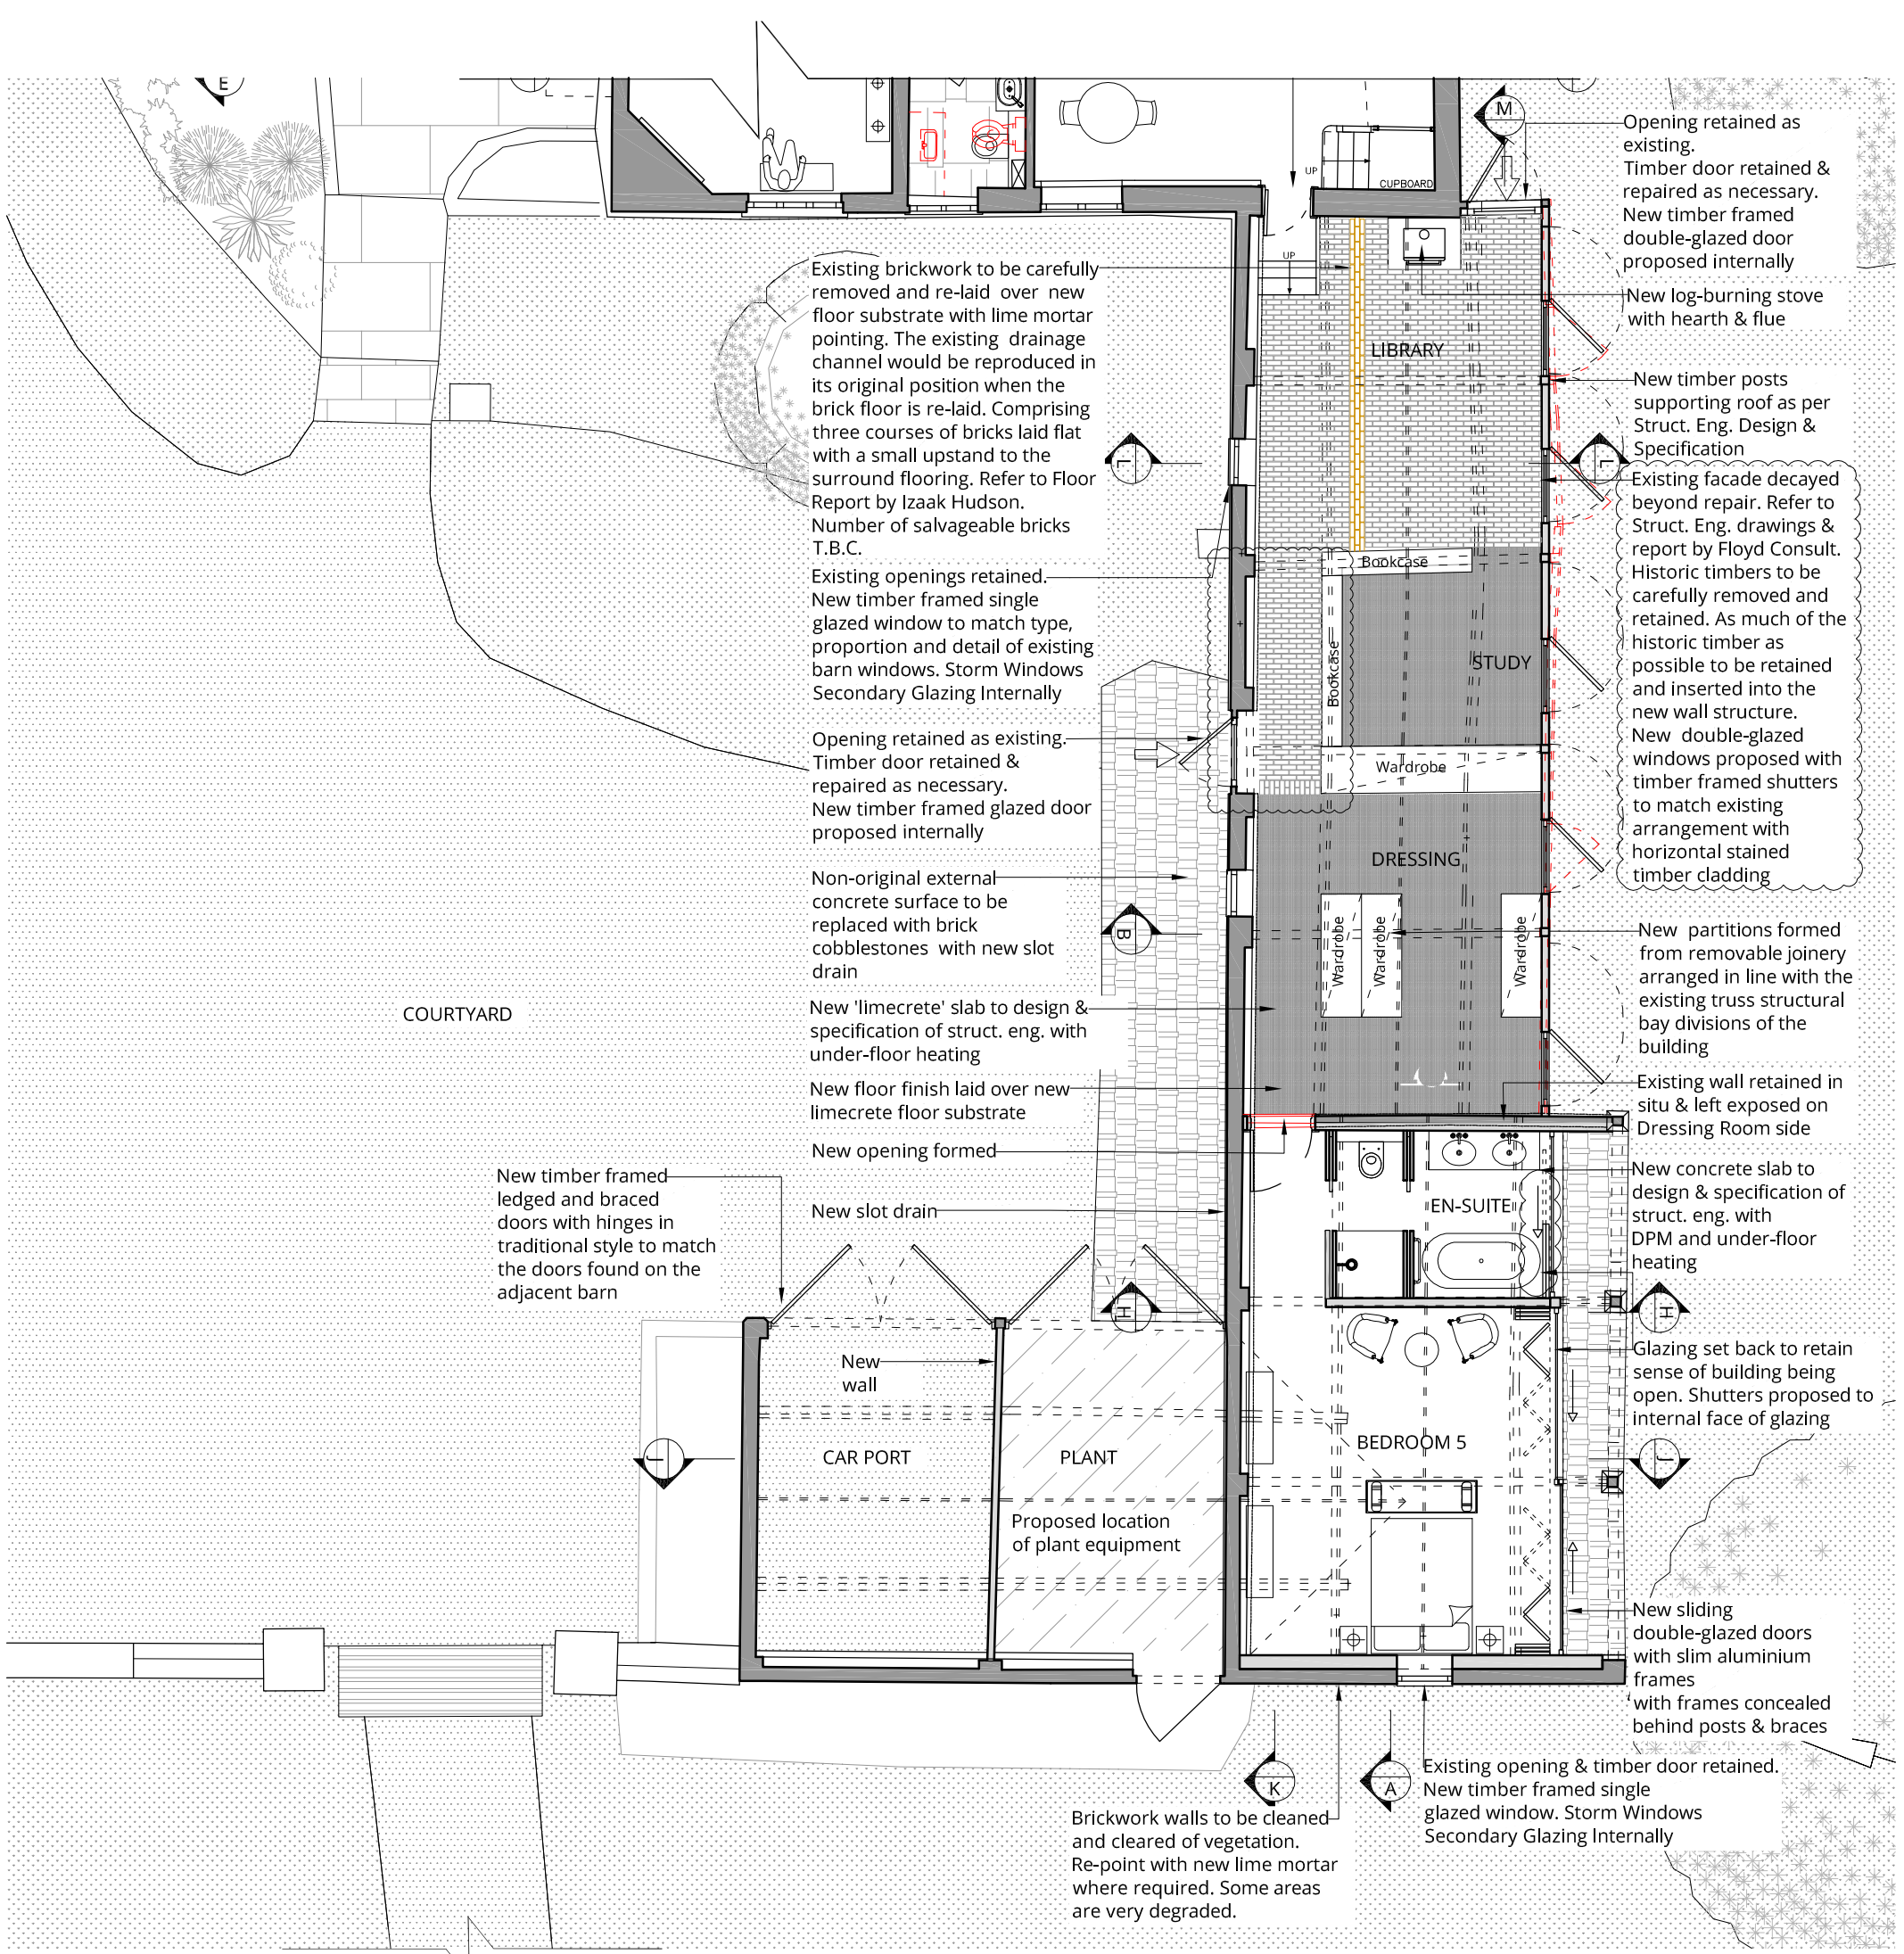 E
M
UP
CUPBOARD
UP
Opening retained as
existing.
Timber door retained &
repaired as necessary.
New timber framed
double-glazed door
proposed internally
New log-burning stove
with hearth & flue
LIBRARY
New timber posts
supporting roof as per
Struct. Eng. Design &
Specification
L
L
Existing brickwork to be carefully
removed and re-laid over new
floor substrate with lime mortar
pointing. The existing drainage
channel would be reproduced in
its original position when the
brick floor is re-laid. Comprising
three courses of bricks laid flat
with a small upstand to the
surround flooring. Refer to Floor
Report by Izaak Hudson.
Number of salvageable bricks
T.B.C.
Existing openings retained.
New timber framed single
glazed window to match type,
proportion and detail of existing
barn windows. Storm Windows
Secondary Glazing Internally
Opening retained as existing.
Timber door retained &
repaired as necessary.
New timber framed glazed door
proposed internally
Non-original external
concrete surface to be
replaced with brick
cobblestones with new slot
drain
New 'limecrete' slab to design &
specification of struct. eng. with
under-floor heating
New floor finish laid over new
limecrete floor substrate
New opening formed
New slot drain
Existing facade decayed
beyond repair. Refer to
Struct. Eng. drawings &
report by Floyd Consult.
Historic timbers to be
carefully removed and
retained. As much of the
historic timber as
possible to be retained
and inserted into the
new wall structure.
New double-glazed
windows proposed with
timber framed shutters
to match existing
arrangement with
horizontal stained
timber cladding
Bookcase
Bookcase
STUDY
Wardrobe
DRESSING
Wardrobe
Wardrobe
Wardrobe
B
New partitions formed
from removable joinery
arranged in line with the
existing truss structural
bay divisions of the
building
Existing wall retained in
situ & left exposed on
Dressing Room side
COURTYARD
New timber framed
ledged and braced
doors with hinges in
traditional style to match
the doors found on the
adjacent barn
EN-SUITE
New concrete slab to
design & specification of
struct. eng. with
DPM and under-floor
heating
H
H
Glazing set back to retain
sense of building being
open. Shutters proposed to
internal face of glazing
New
wall
CAR PORT
PLANT
BEDROOM 5
J
J
Proposed location
of plant equipment
New sliding
double-glazed doors
with slim aluminium
frames
with frames concealed
behind posts & braces
K
A
Existing opening & timber door retained.
New timber framed single
glazed window. Storm Windows
Secondary Glazing Internally
Brickwork walls to be cleaned
and cleared of vegetation.
Re-point with new lime mortar
where required. Some areas
are very degraded.